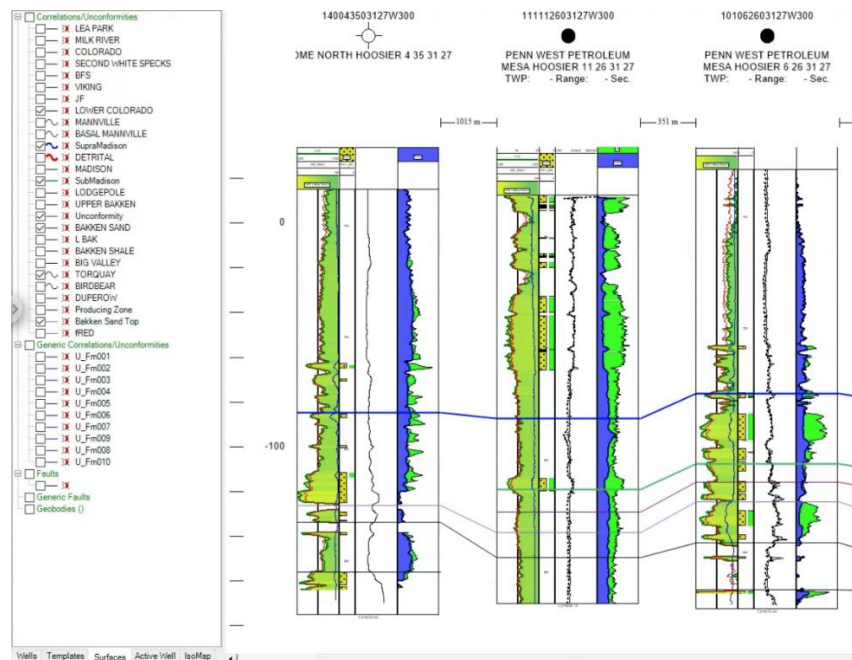 Correlations/Unconformities
LEA PARK
MILK RIVER
COLORADO
SECOND WHITE SPECKS
BFS
VIKING
JF
LOWER COLORADO
MANNVILLE
BASAL MANNVILLE
SupraMadison
DETRITAL
MADISON
SubMadison
LODGEPOLE
UPPER BAKKEN
Unconformity
BAKKEN SAND
L BAK
BAKKEN SHALE
BIG VALLEY
TORQUAY
BIRDBEAR
DUPEROW
Producing Zone
Bakken Sand Top
fRED
Generic Correlations/Unconformities
U_Fm001
U_Fm002
U_Fm003
U_Fm004
U_Fm005
U_Fm006
U_Fm007
U_Fm009
U_Fm008
U_Fm010
Faults
Generic Faults
Geobodies ()
Wells Templates Surfaces Active Well IsoMap
140043503127W300
OME NORTH HOOSIER 4 35 31 27
111112603127W300
PENN WEST PETROLEUM
MESA HOOSIER 11 26 31 27
TWP: - Range: - Sec.
101062603127W300
PENN WEST PETROLEUM
MESA HOOSIER 6 26 31 27
TWP: - Range: - Sec.
1015 m
351 m
0
-100